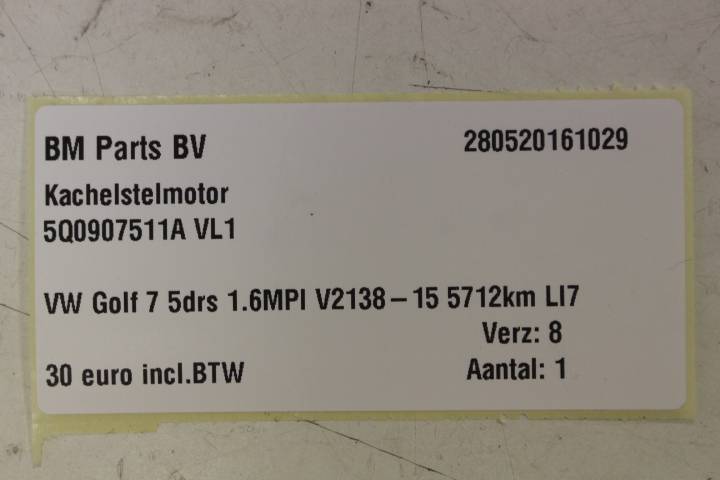 BM Parts BV 280520161029
Kachelstelmotor
5Q0907511A VL1
VW Golf 7 5drs 1.6MPI V2138-15 5712km LI7
Verz: 8
30 euro incl.BTW Aantal: 1